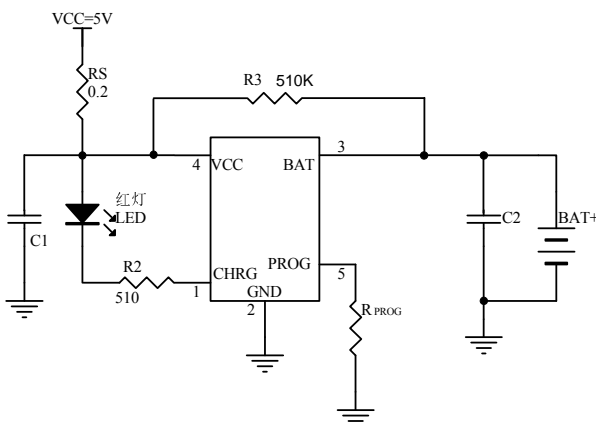 VCC=5V
RS
0.2
R3 510K
4 VCC
BAT 3
红灯
LED
C1
C2
BAT+
R2
510
CHRG
1
PROG
5
GND
2
RPROG